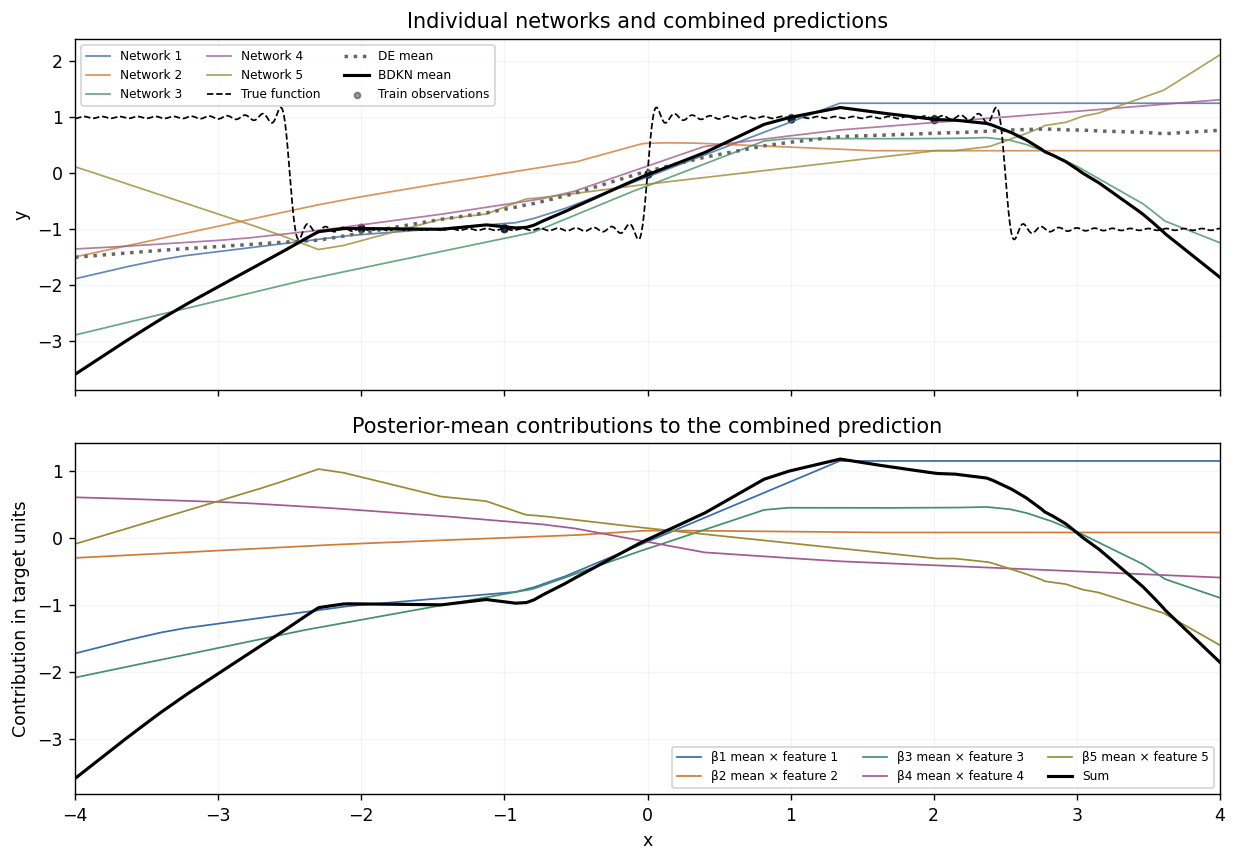 Individual networks and combined predictions
Network 1
Network 2
Network 3
Network 4
Network 5
True function
DE mean
BDKN mean
Train observations
2
1
0
−1
−2
−3
y
Posterior-mean contributions to the combined prediction
1
0
−1
−2
−3
Contribution in target units
β1 mean × feature 1
β2 mean × feature 2
β3 mean × feature 3
β4 mean × feature 4
β5 mean × feature 5
Sum
−4 −3 −2 −1 0 1 2 3 4
x